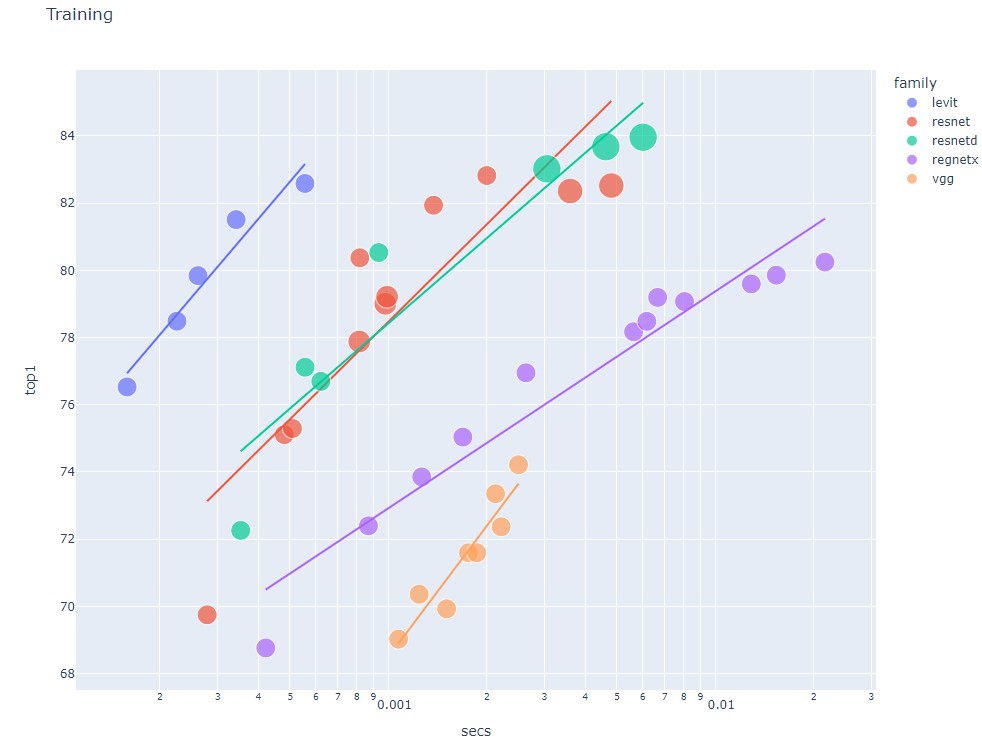 Training
family
levit
resnet
resnetd
regnetx
vgg
84
82
80
78
76
74
72
70
68
top1
2 3 4 5 6 7 8 9 0.001 2 3 4 5 6 7 8 9 0.01 2 3
secs